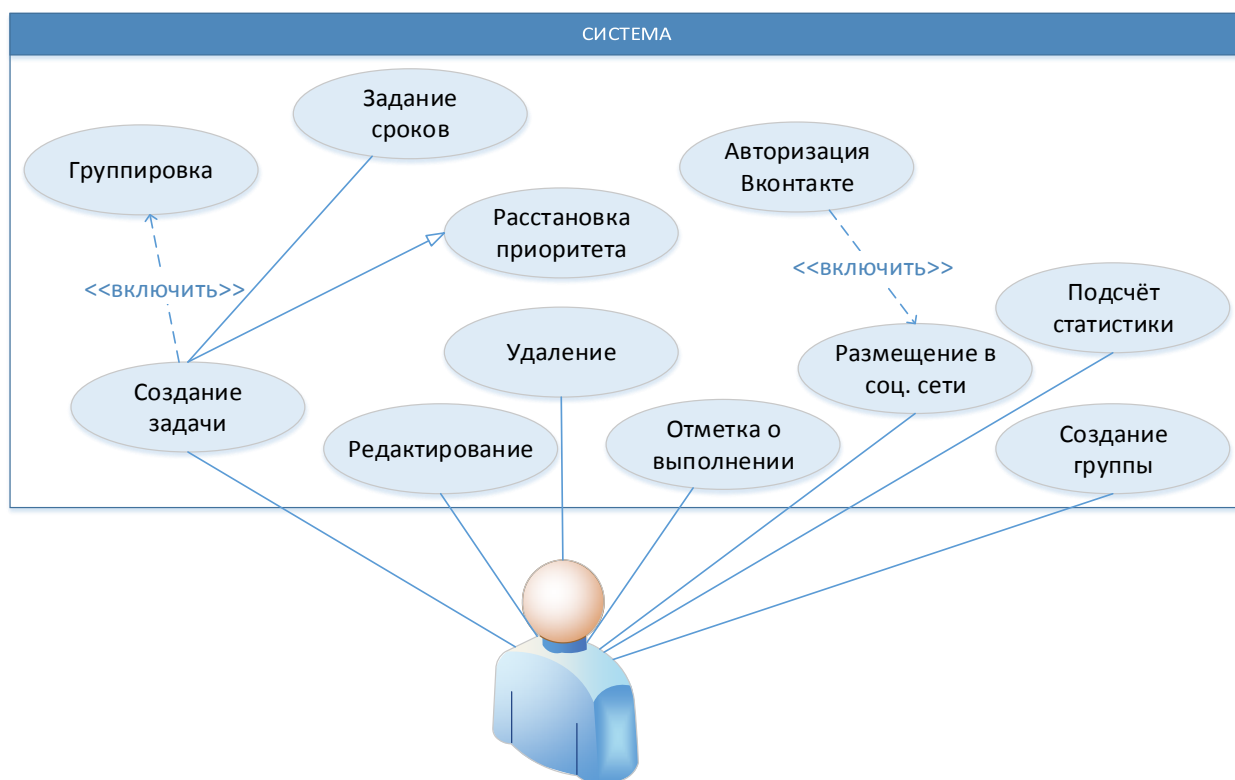 СИСТЕМА
Задание
сроков
Группировка
Авторизация
Вконтакте
Расстановка
приоритета
<<включить>>
<<включить>>
Подсчёт
статистики
Удаление
Размещение в
соц. сети
Создание
задачи
Редактирование
Отметка о
выполнении
Создание
группы